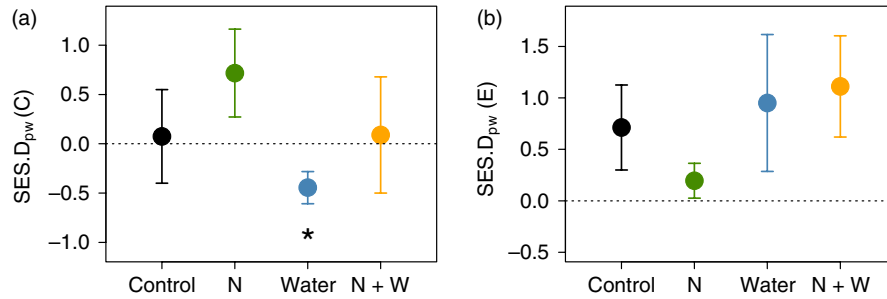 (a)
SES.Dpw (C)
1.0
0.5
0.0
−0.5
−1.0
*
Control N Water N + W
(b)
SES.Dpw (E)
1.5
1.0
0.5
0.0
−0.5
Control N Water N + W